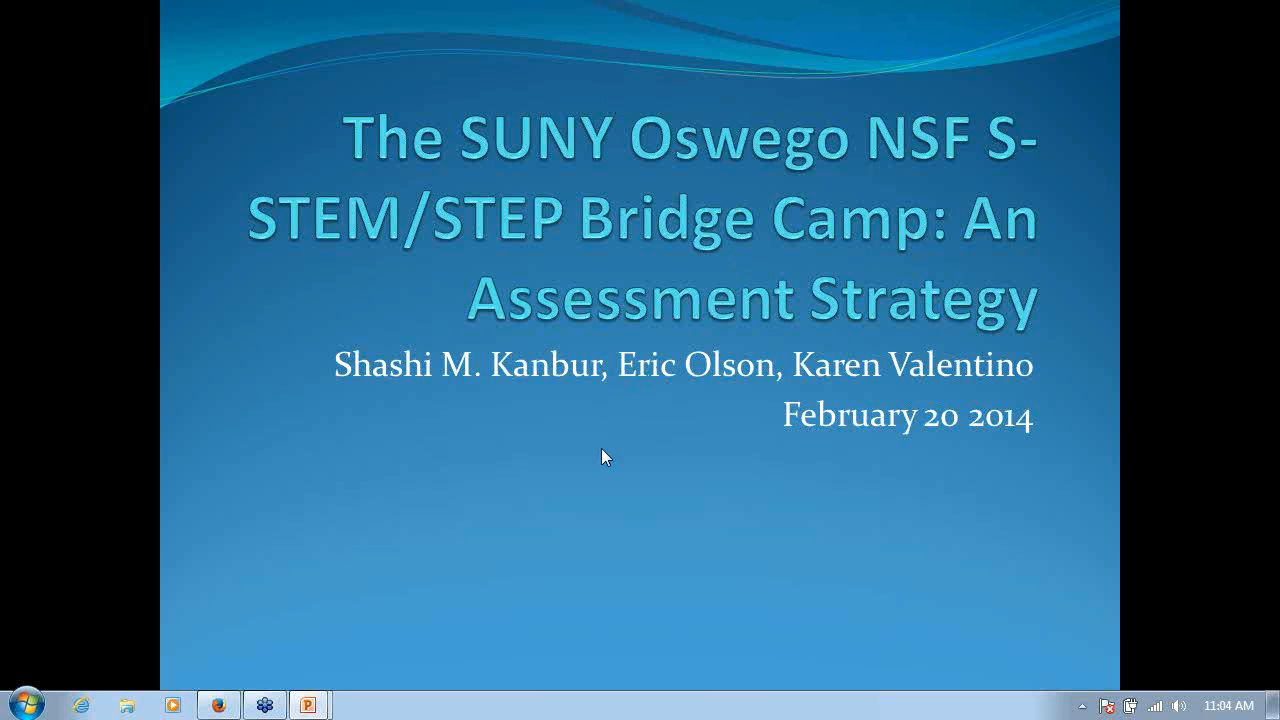 The SUNY Oswego NSF S-
STEM/STEP Bridge Camp: An
Assessment Strategy
Shashi M. Kanbur, Eric Olson, Karen Valentino
February 20 2014
11:04 AM